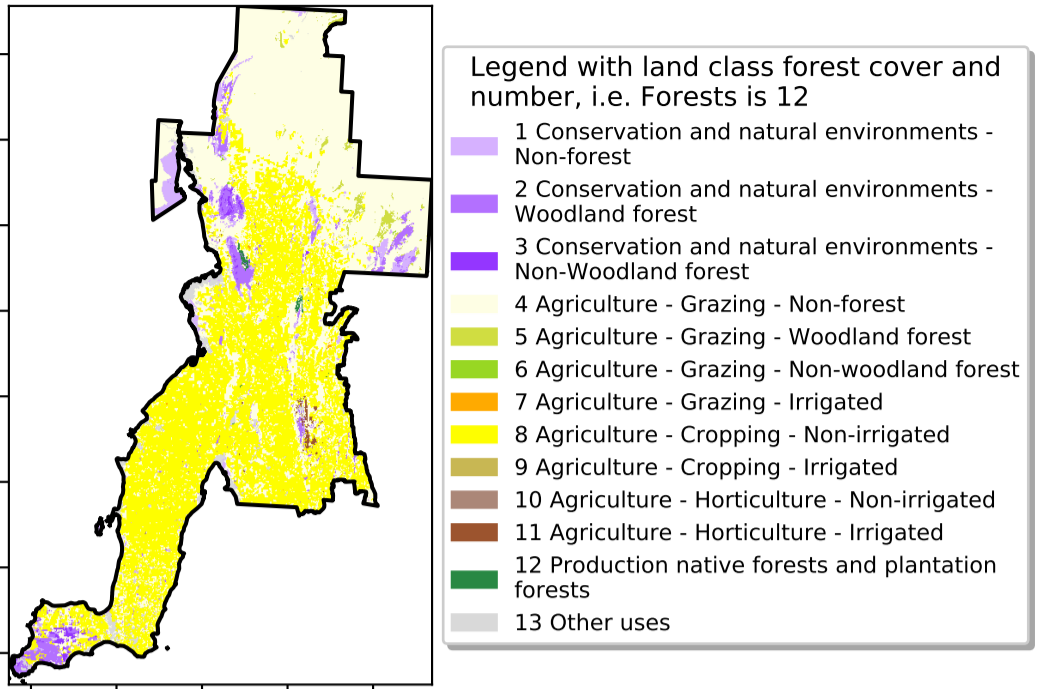 Legend with land class forest cover and
number, i.e. Forests is 12
1 Conservation and natural environments -
Non-forest
2 Conservation and natural environments -
Woodland forest
3 Conservation and natural environments -
Non-Woodland forest
4 Agriculture - Grazing - Non-forest
5 Agriculture - Grazing - Woodland forest
6 Agriculture - Grazing - Non-woodland forest
7 Agriculture - Grazing - Irrigated
8 Agriculture - Cropping - Non-irrigated
9 Agriculture - Cropping - Irrigated
10 Agriculture - Horticulture - Non-irrigated
11 Agriculture - Horticulture - Irrigated
12 Production native forests and plantation
forests
13 Other uses